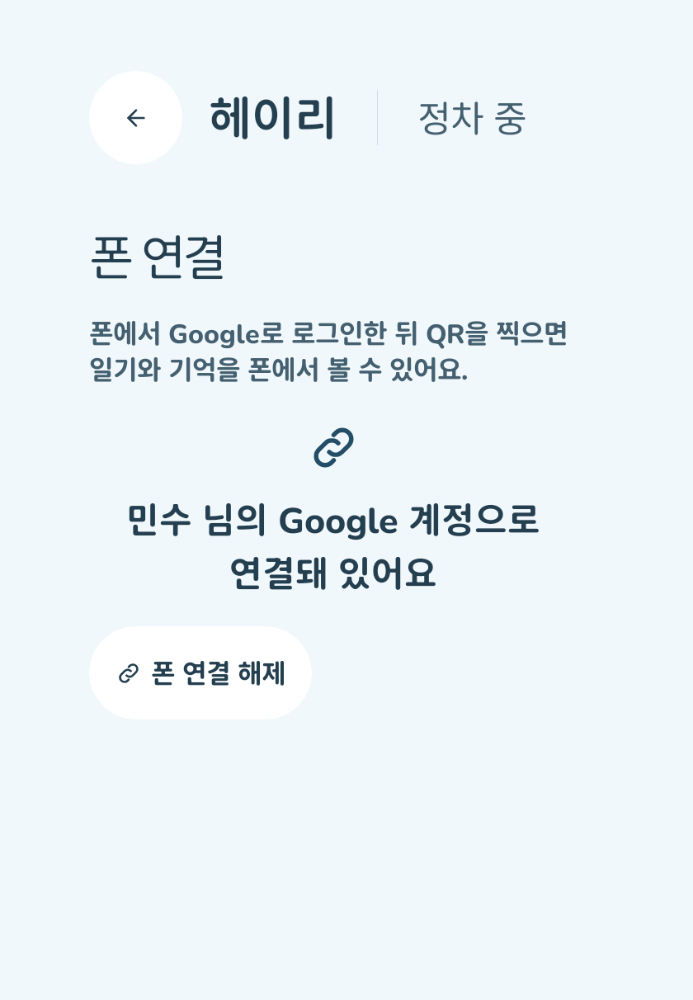 헤이리
정차 중
폰 연결
폰에서 Google로 로그인한 뒤 QR을 찍으면
일기와 기억을 폰에서 볼 수 있어요.
민수 님의 Google 계정으로
연결돼 있어요
폰 연결 해제